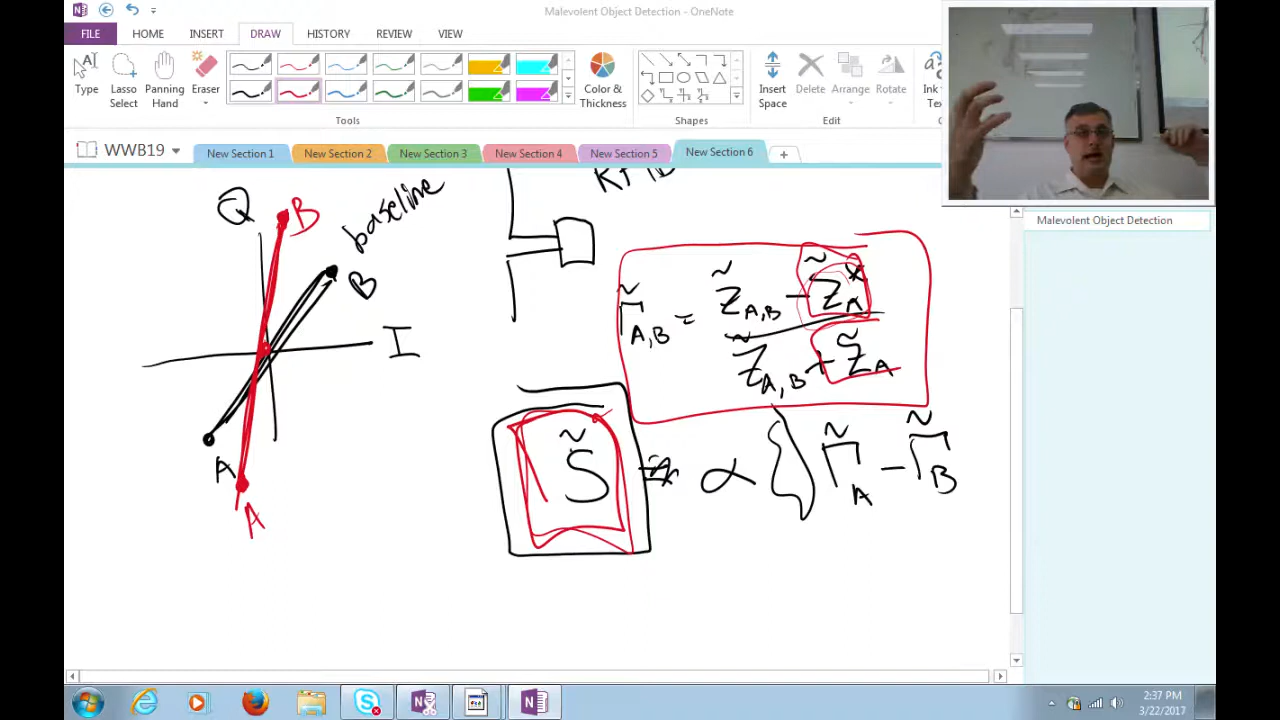 Malevolent Object Detection - OneNote
FILE HOME INSERT DRAW HISTORY REVIEW VIEW
Type
Lasso Select
Panning Hand
Eraser
Color & Thickness
Insert Space
Delete
Arrange
Rotate
Tools
Shapes
Edit
WWB19
New Section 1 New Section 2 New Section 3 New Section 4 New Section 5 New Section 6
Malevolent Object Detection
Q
B
baseline
B
I
A
A
Γ̃A,B = Z̃A,B - Z̃A*
Z̃A,B + Z̃A
S̃ ∝ { Γ̃A - Γ̃B
2:37 PM
3/22/2017